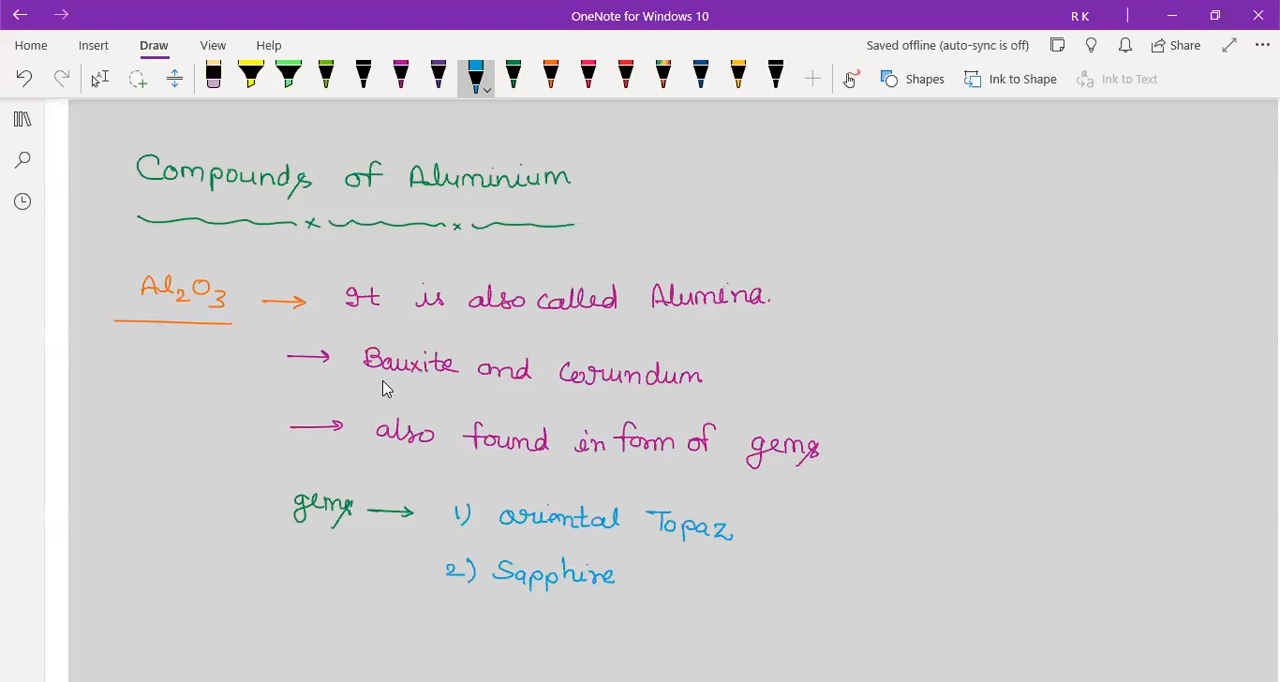 OneNote for Windows 10
R K
Home Insert Draw View Help
Saved offline (auto-sync is off) Share
Shapes Ink to Shape Ink to Text
Compounds of Aluminium
Al₂O₃ → It is also called Alumina.
→ Bauxite and Corundum
→ also found in form of gems
gems → 1) oriantal Topaz
2) Sapphire